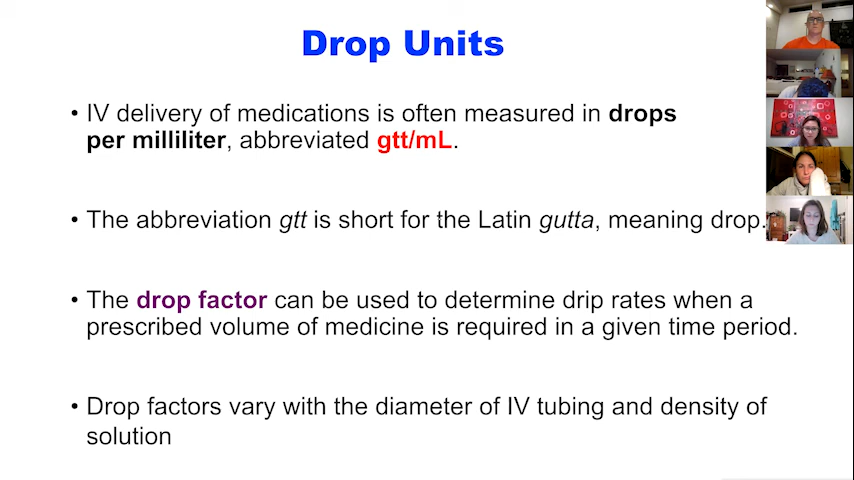 Drop Units
• IV delivery of medications is often measured in drops
per milliliter, abbreviated gtt/mL.
• The abbreviation gtt is short for the Latin gutta, meaning drop.
• The drop factor can be used to determine drip rates when a
prescribed volume of medicine is required in a given time period.
• Drop factors vary with the diameter of IV tubing and density of
solution